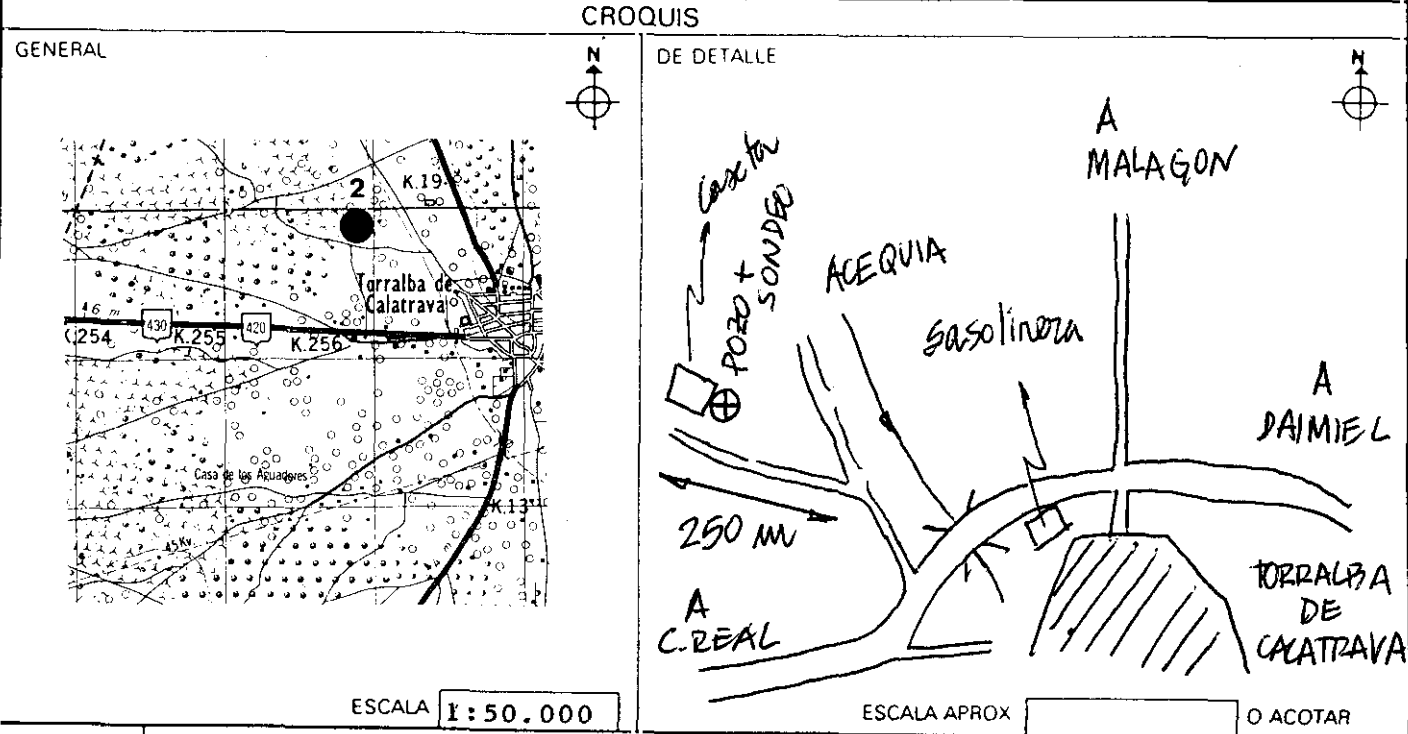 CROQUIS
GENERAL
N
2
K.19
Torralba de
Calatrava
46 m
430
420
K.254
K.255
K.256
Casa de los Aguadores
K.13
45Kv.
ESCALA 1:50.000
DE DETALLE
N
caseta
POZO +
SONDEO
ACEQUIA
gasolinera
A
MALAGON
A
DAIMIEL
250 m
A
C.REAL
TORRALBA
DE
CALATRAVA
ESCALA APROX
O ACOTAR